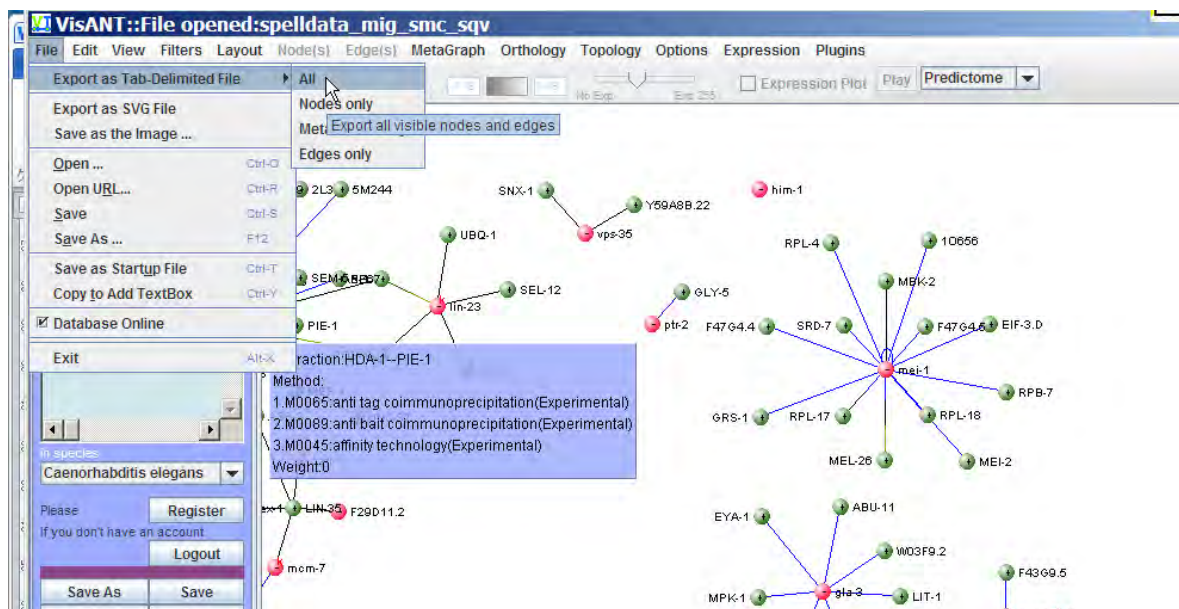 VisANT::File opened:spelldata_mig_smc_sqv
File Edit View Filters Layout Node(s) Edge(s) MetaGraph Orthology Topology Options Expression Plugins
Export as Tab-Delimited File
All
No Exp
Exp 255
Expression Plot
Play
Predictome
Export as SVG File
Nodes only
Save as the Image ...
Export all visible nodes and edges
Edges only
Open ... Ctrl-O
Open URL... Ctrl-R
Save Ctrl-S
Save As ... F12
Save as Startup File Ctrl-T
Copy to Add TextBox Ctrl-Y
Database Online
Exit Alt-X
2L3
5M244
SNX-1
Y59A8B.22
him-1
UBQ-1
vps-35
RPL-4
1O656
SEL-12
GLY-5
MBK-2
lin-23
PIE-1
ptr-2
F47G4.4
SRD-7
EIF-3.D
raction:HDA-1--PIE-1
Method:
1.M0065:anti tag coimmunoprecipitation(Experimental)
2.M0089:anti bait coimmunoprecipitation(Experimental)
3.M0045:affinity technology(Experimental)
Weight:0
mei-1
RPB-7
GRS-1
RPL-17
RPL-18
MEL-26
MEI-2
in species
Caenorhabditis elegans
Please
Register
If you don't have an account
Logout
Save As
Save
LIN-35
F29D11.2
mcm-7
EYA-1
ABU-11
W03F9.2
F43G9.5
MPK-1
gla-3
LIT-1